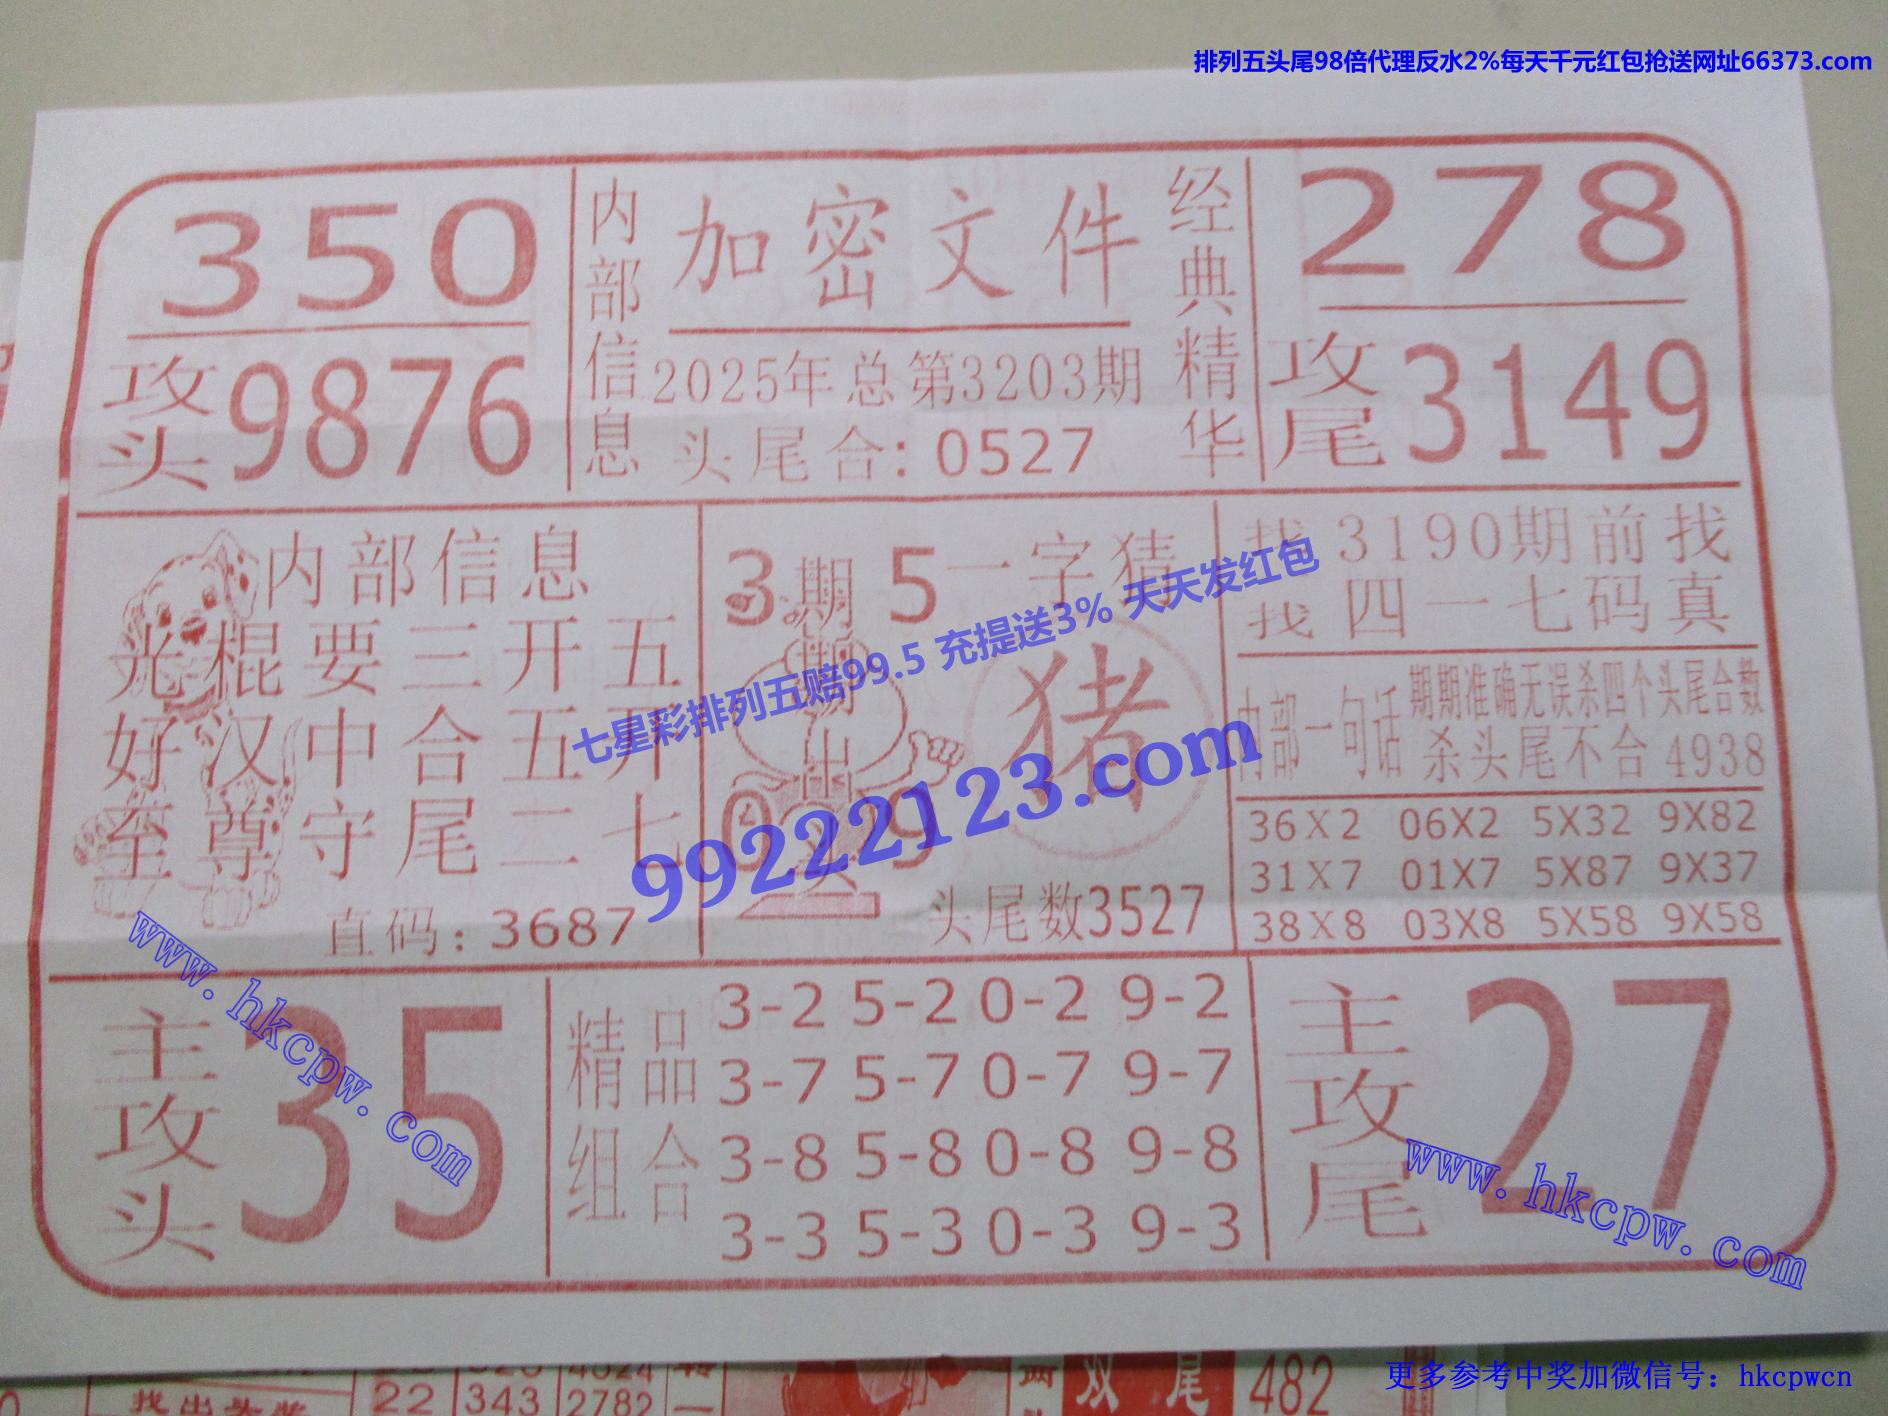 排列五头尾98倍代理反水2%每天千元红包抢送网址66373.com
350
攻头9876
内部信息
加密文件
2025年总第3203期
头尾合：0527
经典精华
278
攻尾3149
内部信息
光棍要三开五
好汉中合五开
至尊守尾二七
直码：3687
3期5一字猜
期期出
0 9
猪
头尾数3527
找3190期前找
找四一七码真
内部一句话
期期准确无误杀四个头尾合数
杀头尾不合4938
36X2 06X2 5X32 9X82
31X7 01X7 5X87 9X37
38X8 03X8 5X58 9X58
七星彩排列五赔99.5 充提送3% 天天发红包
99222123.com
www.hkcpw.com
主攻头35
精品组合
3-2 5-2 0-2 9-2
3-7 5-7 0-7 9-7
3-8 5-8 0-8 9-8
3-3 5-3 0-3 9-3
主攻尾27
www.hkcpw.com
22 343 2782
双尾 482
更多参考中奖加微信号：hkcpwcn